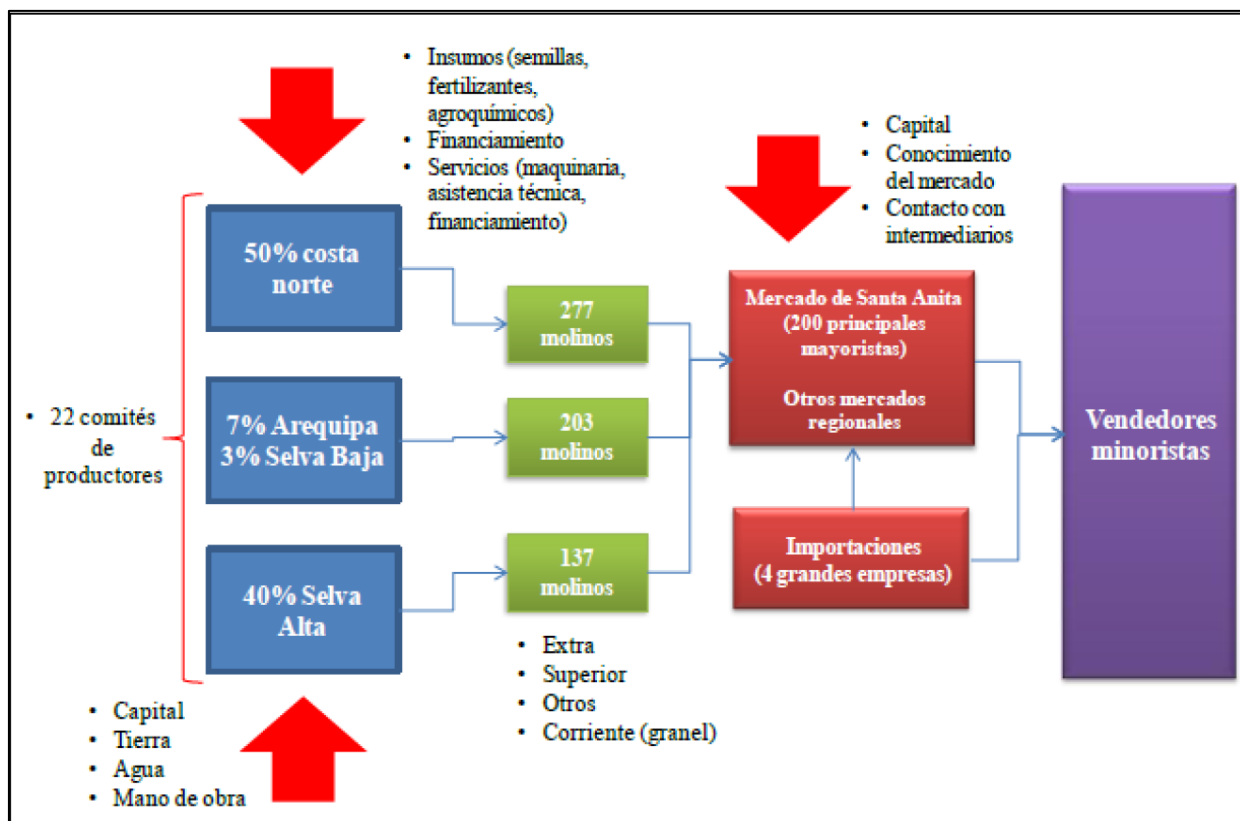 • Insumos (semillas,
fertilizantes,
agroquímicos)
• Financiamiento
• Servicios (maquinaria,
asistencia técnica,
financiamiento)
• Capital
• Conocimiento
del mercado
• Contacto con
intermediarios
• 22 comités
de
productores
50% costa
norte
7% Arequipa
3% Selva Baja
40% Selva
Alta
277
molinos
203
molinos
137
molinos
Mercado de Santa Anita
(200 principales
mayoristas)
Otros mercados
regionales
Importaciones
(4 grandes empresas)
Vendedores
minoristas
• Capital
• Tierra
• Agua
• Mano de obra
• Extra
• Superior
• Otros
• Corriente (granel)